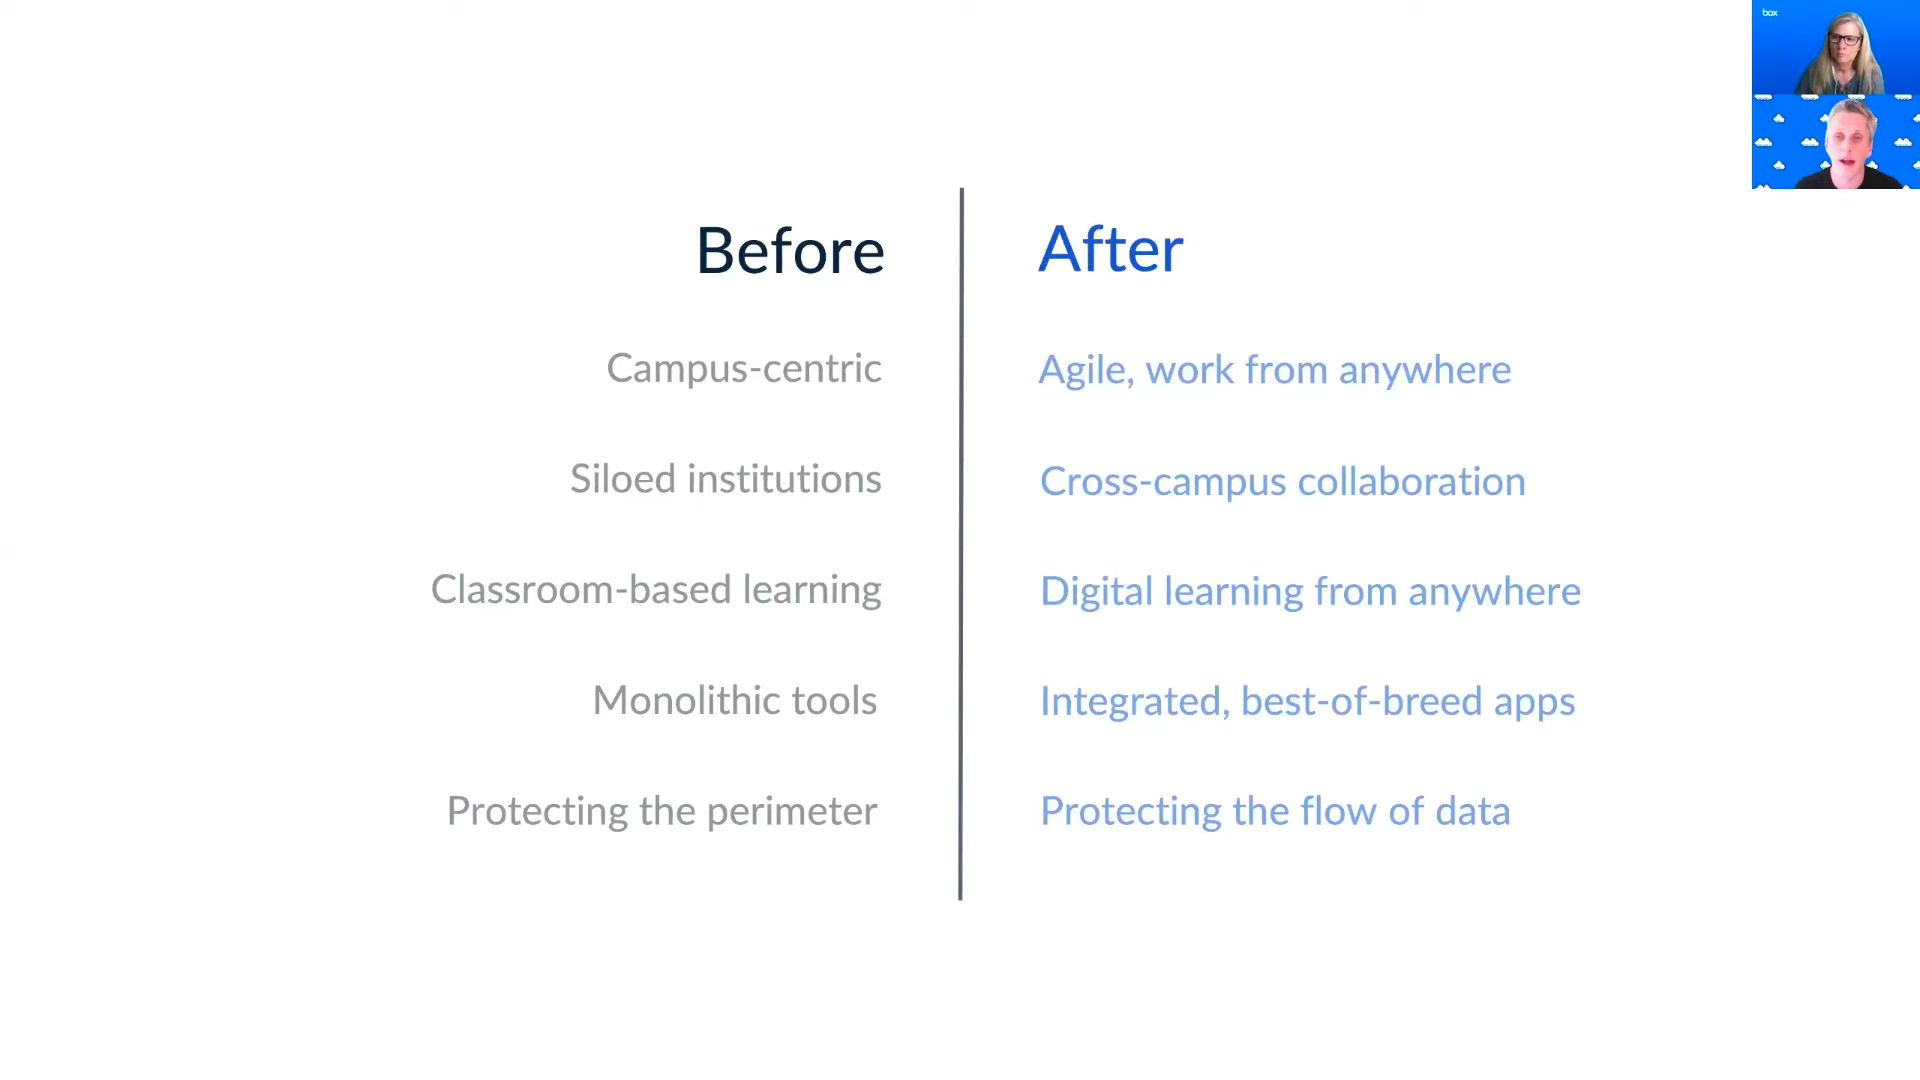 box
Before
After
Campus-centric
Agile, work from anywhere
Siloed institutions
Cross-campus collaboration
Classroom-based learning
Digital learning from anywhere
Monolithic tools
Integrated, best-of-breed apps
Protecting the perimeter
Protecting the flow of data